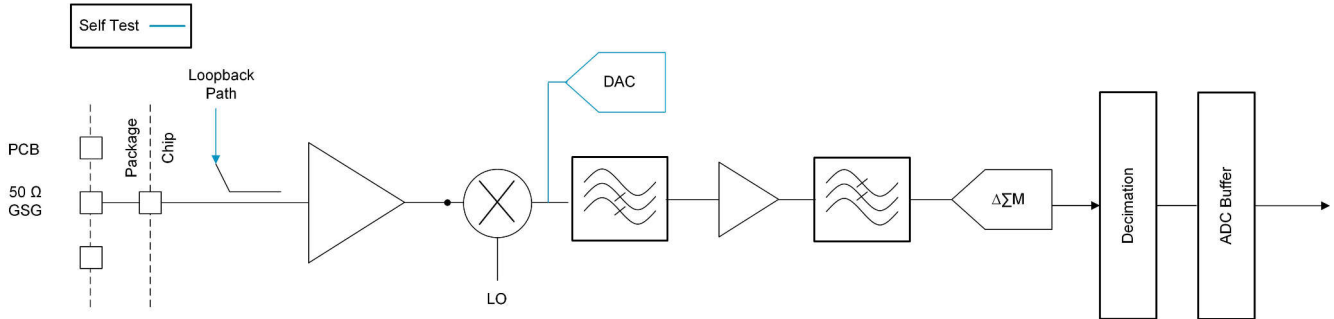 Self Test
Loopback
Path
DAC
PCB
50 Ω
GSG
Package
Chip
LO
ΔΣM
Decimation
ADC Buffer